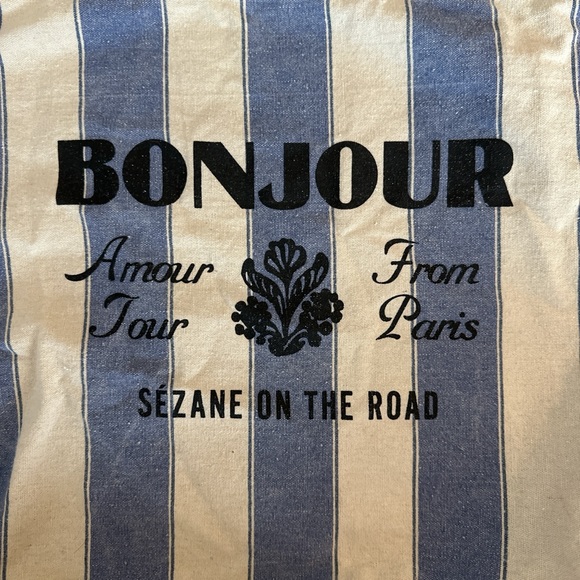 BONJOUR
Amour From
Tour Paris
SÉZANE ON THE ROAD